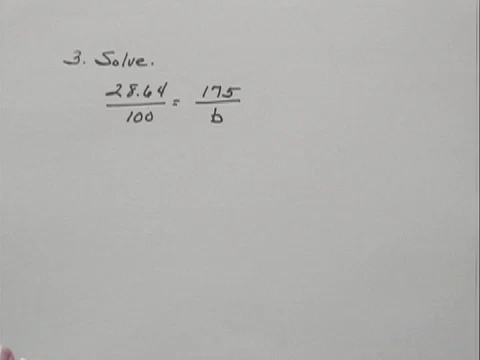 3. Solve.
28.64/100 = 175/b